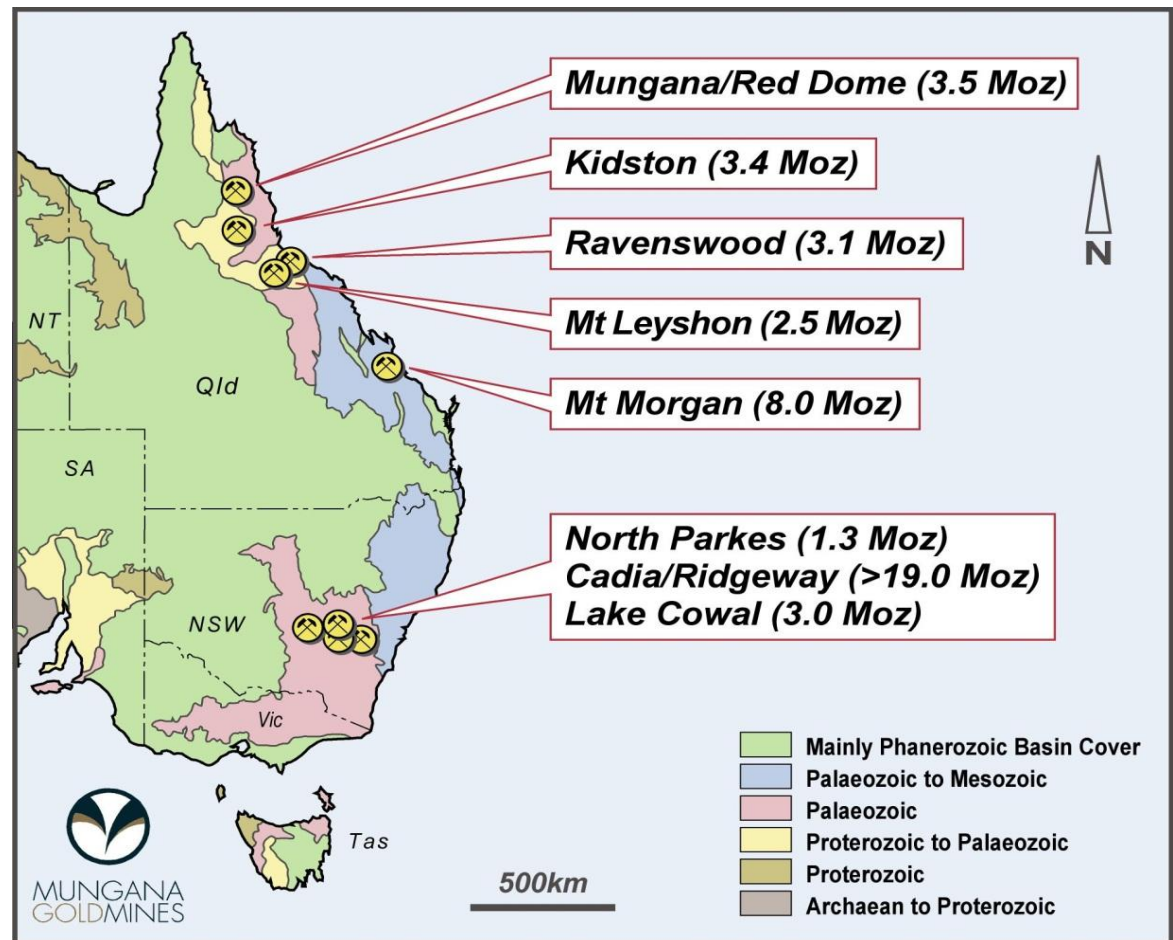 Mungana/Red Dome (3.5 Moz)
Kidston (3.4 Moz)
Ravenswood (3.1 Moz)
Mt Leyshon (2.5 Moz)
Mt Morgan (8.0 Moz)
North Parkes (1.3 Moz)
Cadia/Ridgeway (>19.0 Moz)
Lake Cowal (3.0 Moz)
N
NT
Qld
SA
NSW
Vic
Tas
Mainly Phanerozoic Basin Cover
Palaeozoic to Mesozoic
Palaeozoic
Proterozoic to Palaeozoic
Proterozoic
Archaean to Proterozoic
500km
MUNGANA
GOLDMINES